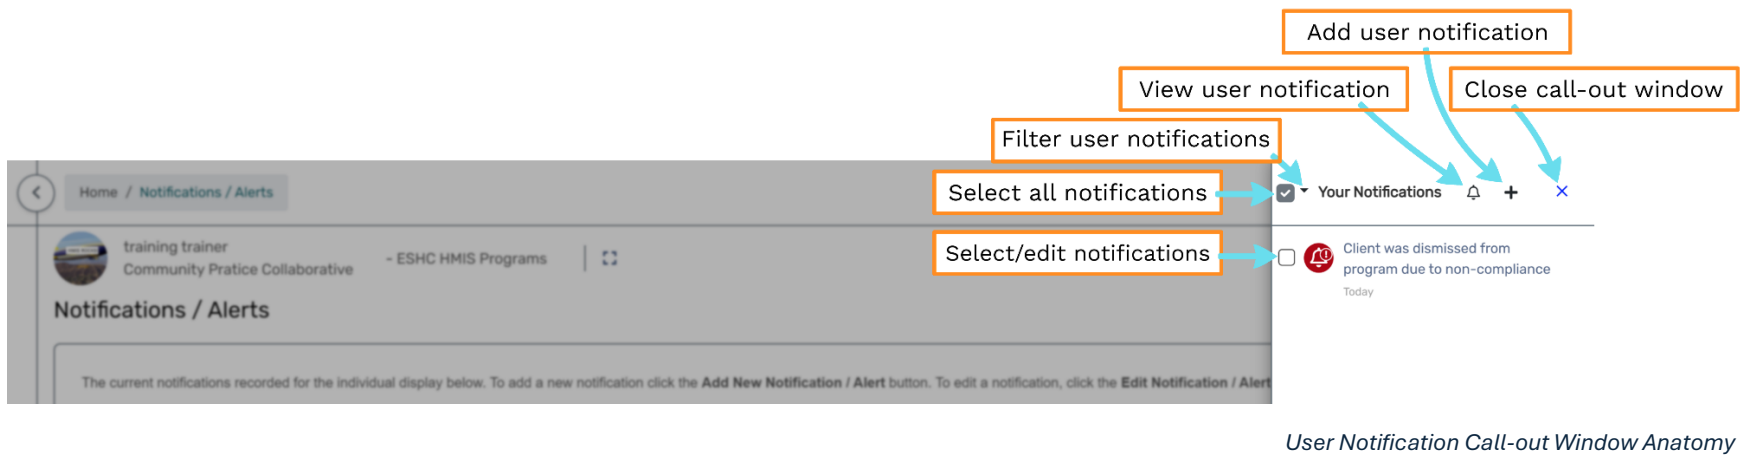 Add user notification
View user notification
Close call-out window
Filter user notifications
Select all notifications
Select/edit notifications
Home / Notifications / Alerts
training trainer
Community Pratice Collaborative
- ESHC HMIS Programs
Notifications / Alerts
The current notifications recorded for the individual display below. To add a new notification click the Add New Notification / Alert button. To edit a notification, click the Edit Notification / Alert
Your Notifications
Client was dismissed from
program due to non-compliance
Today
User Notification Call-out Window Anatomy